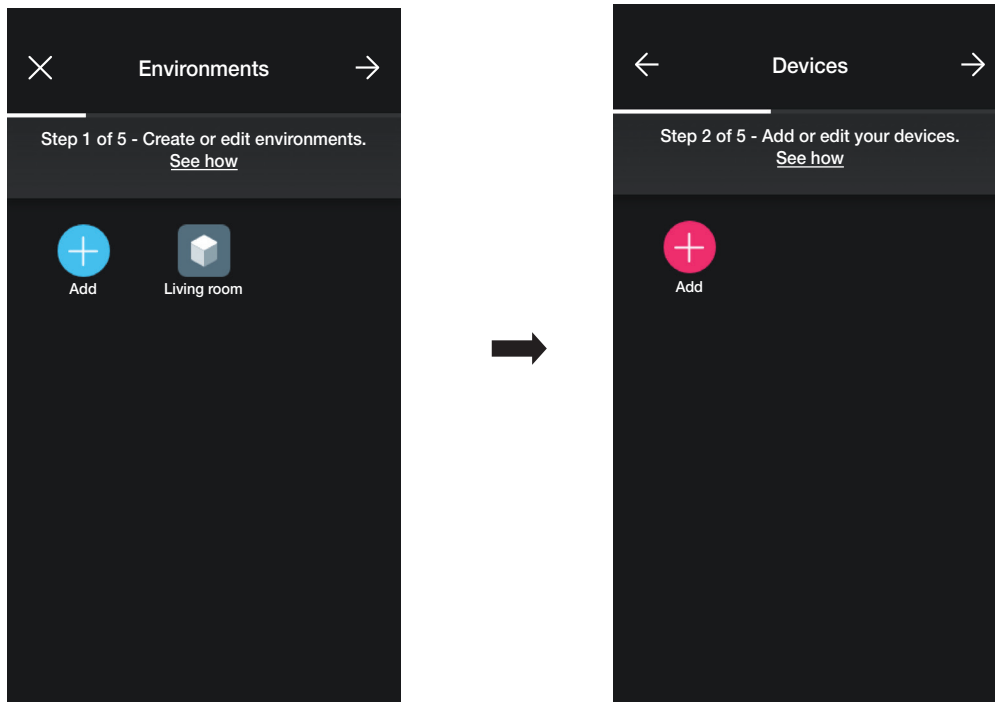 Environments
Step 1 of 5 - Create or edit environments.
See how
Add
Living room
Devices
Step 2 of 5 - Add or edit your devices.
See how
Add